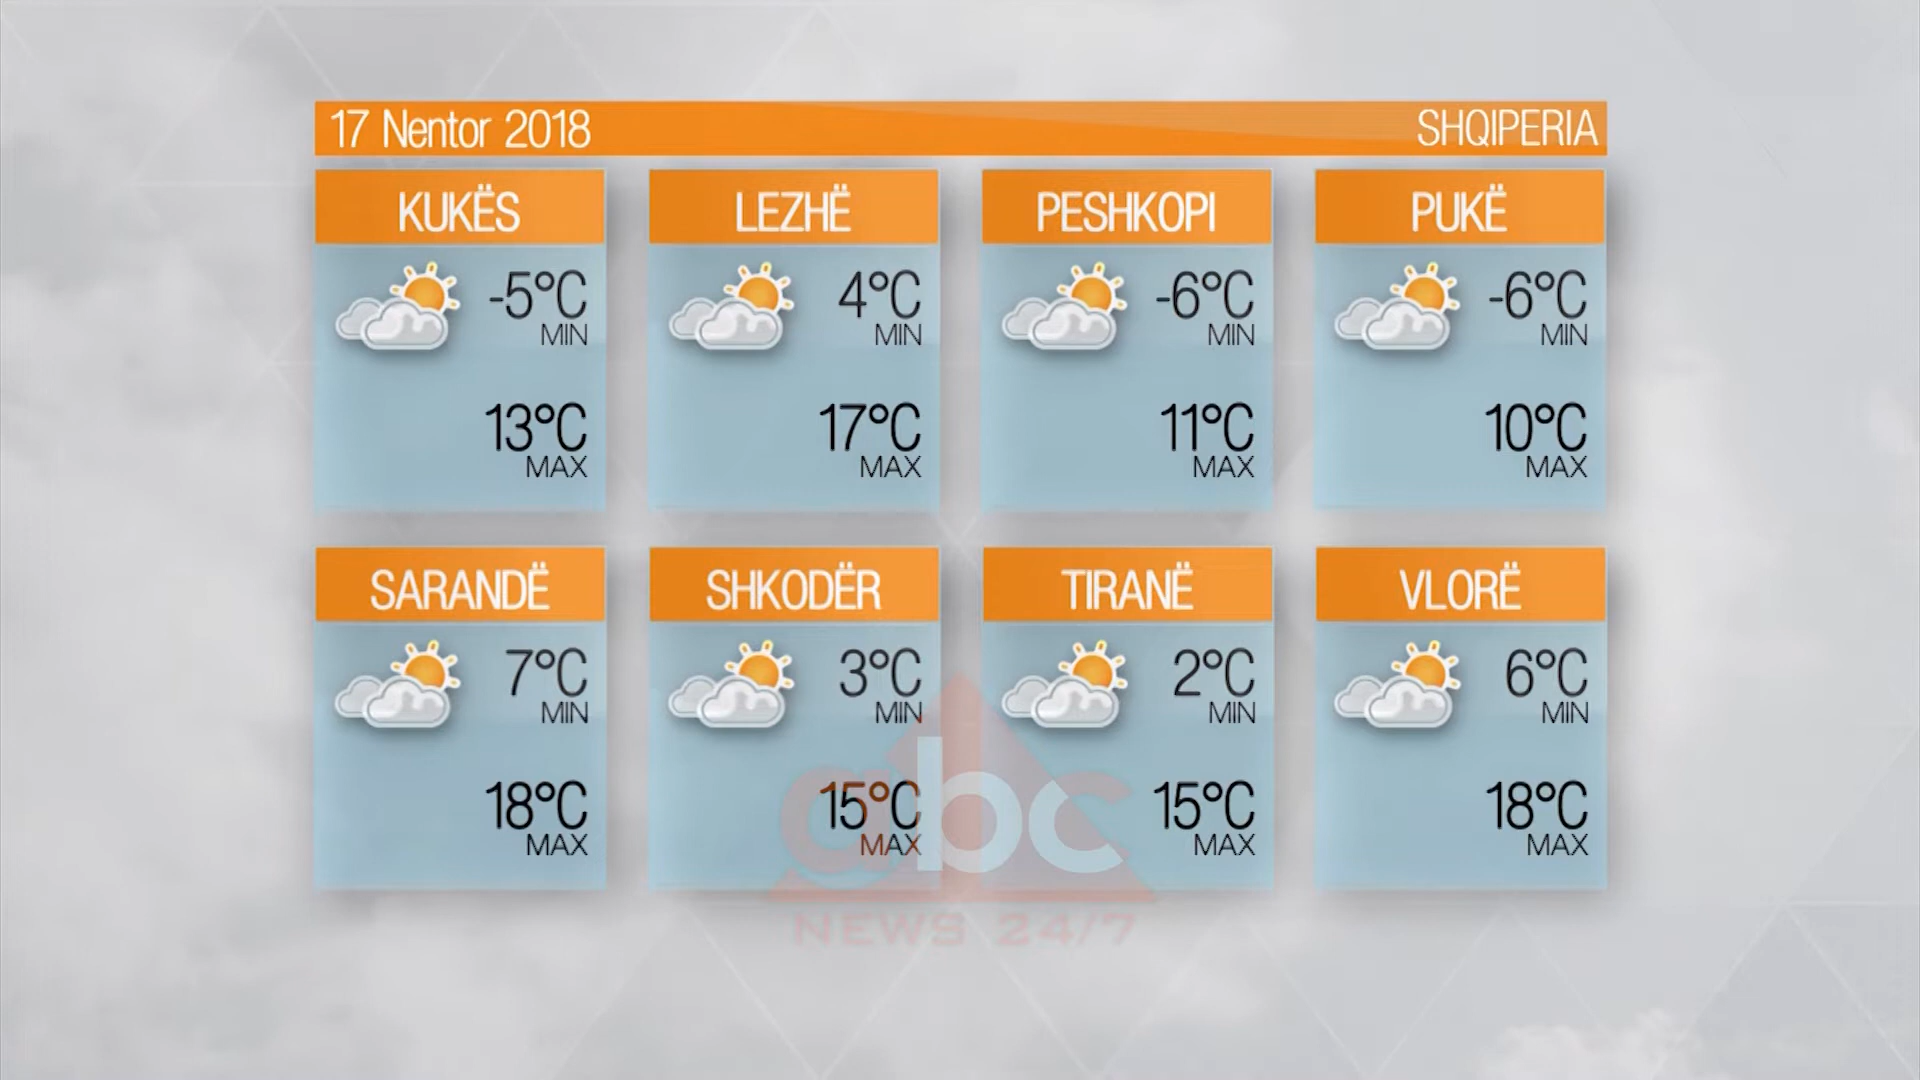 17 Nentor 2018 SHQIPERIA
KUKËS LEZHË PESHKOPI PUKË
-5°C 4°C -6°C -6°C
MIN MIN MIN MIN
13°C 17°C 11°C 10°C
MAX MAX MAX MAX
SARANDË SHKODËR TIRANË VLORË
7°C 3°C 2°C 6°C
MIN MIN MIN MIN
18°C 15°C 15°C 18°C
MAX MAX MAX MAX
abc
NEWS 24/7